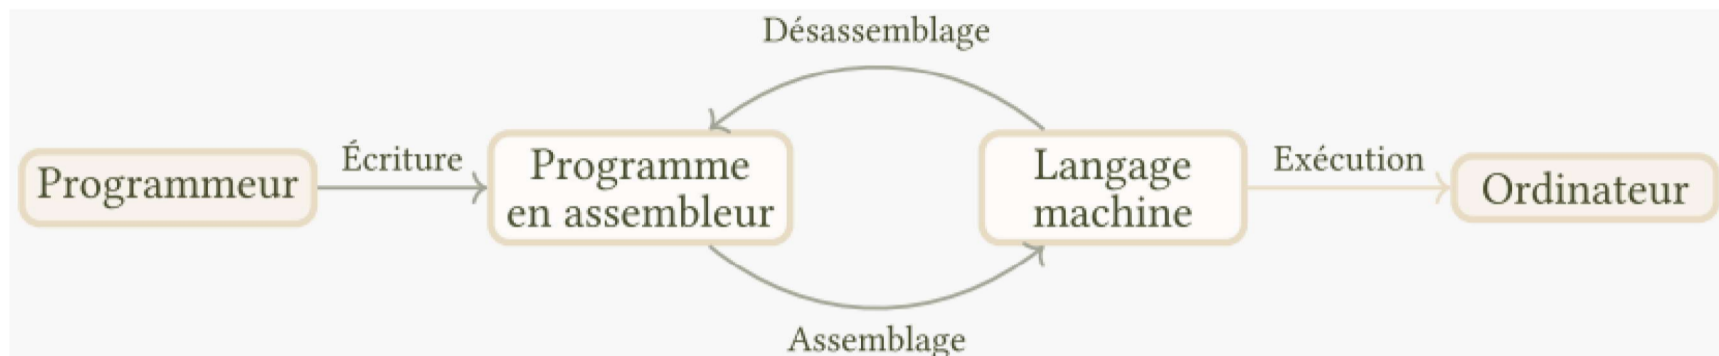 Désassemblage
Programmeur
Écriture
Programme
en assembleur
Langage
machine
Exécution
Ordinateur
Assemblage